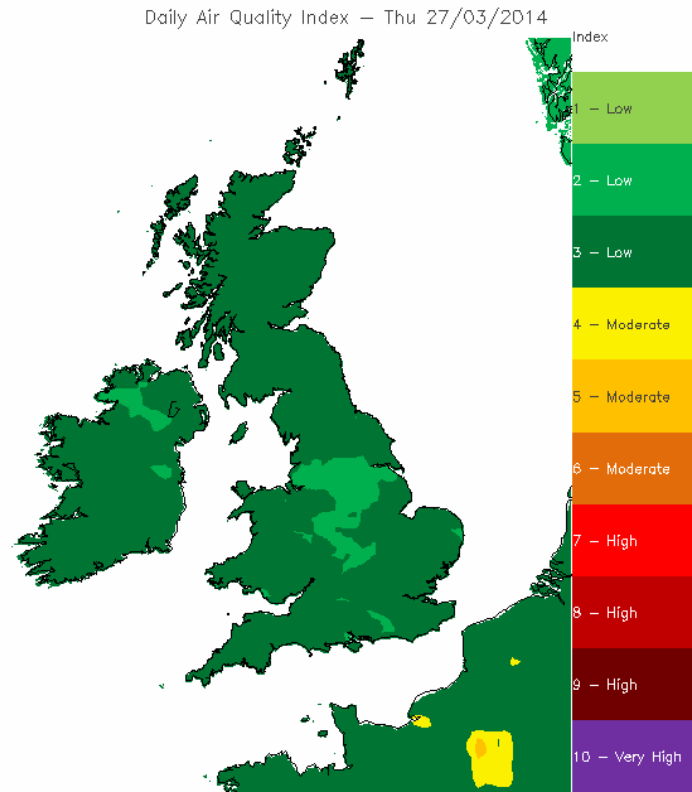 Daily Air Quality Index – Thu 27/03/2014
Index
1 – Low
2 – Low
3 – Low
4 – Moderate
5 – Moderate
6 – Moderate
7 – High
8 – High
9 – High
10 – Very High